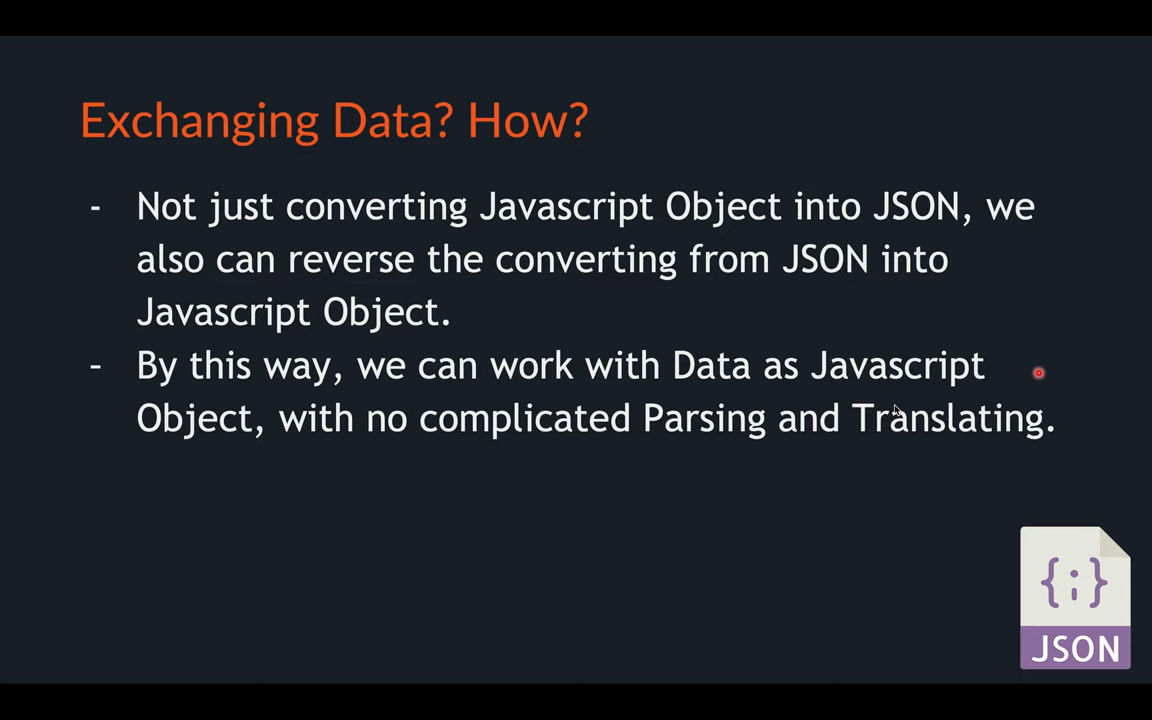 Exchanging Data? How?
- Not just converting Javascript Object into JSON, we
also can reverse the converting from JSON into
Javascript Object.
- By this way, we can work with Data as Javascript
Object, with no complicated Parsing and Translating.
{;}
JSON